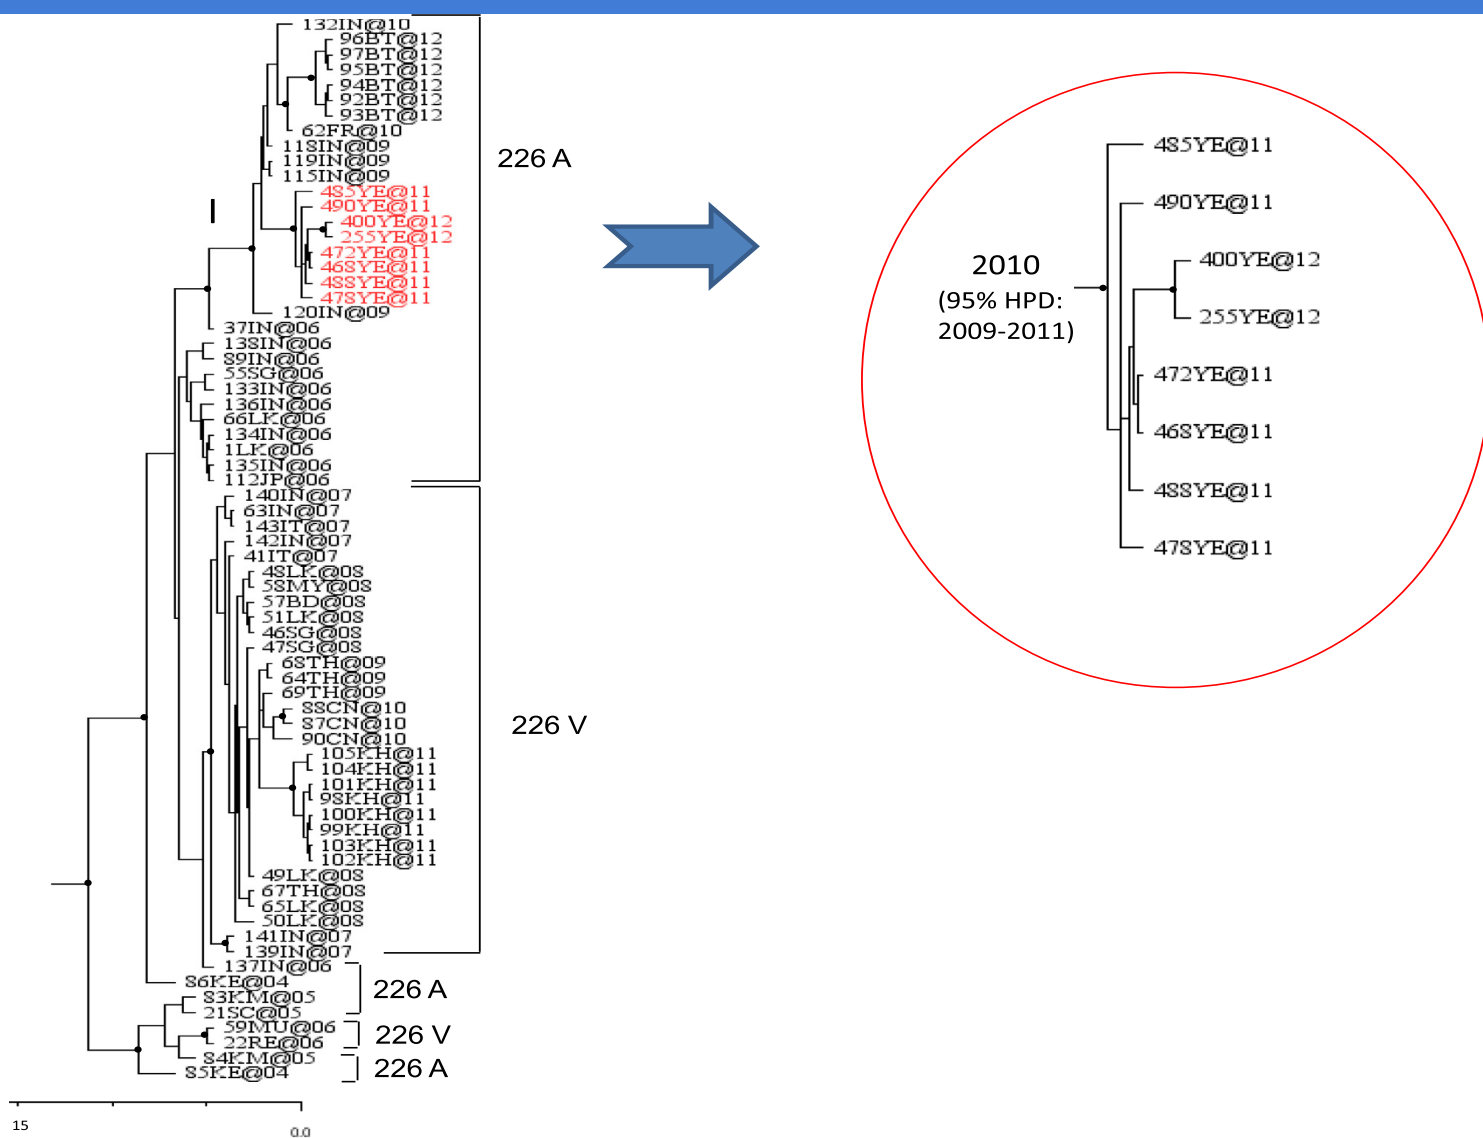 132IN@10
96BT@12
97BT@12
95BT@12
94BT@12
92BT@12
93BT@12
62FR@10
118IN@09
119IN@09
115IN@09
485YE@11
490YE@11
400YE@12
255YE@12
472YE@11
468YE@11
488YE@11
478YE@11
120IN@09
37IN@06
138IN@06
89IN@06
55SG@06
133IN@06
136IN@06
66LK@06
134IN@06
1LK@06
135IN@06
112JP@06
226 A
I
140IN@07
63IN@07
143IT@07
142IN@07
41IT@07
48LK@08
58MY@08
57BD@08
51LK@08
46SG@08
47SG@08
68TH@09
64TH@09
69TH@09
88CN@10
87CN@10
90CN@10
105KH@11
104KH@11
101KH@11
98KH@11
100KH@11
99KH@11
103KH@11
102KH@11
49LK@08
67TH@08
65LK@08
50LK@08
141IN@07
139IN@07
226 V
137IN@06
86KE@04
83KM@05
21SC@05
226 A
59MU@06
22RE@06
226 V
84KM@05
85KE@04
226 A
15
0.0
2010
(95% HPD:
2009-2011)
485YE@11
490YE@11
400YE@12
255YE@12
472YE@11
468YE@11
488YE@11
478YE@11